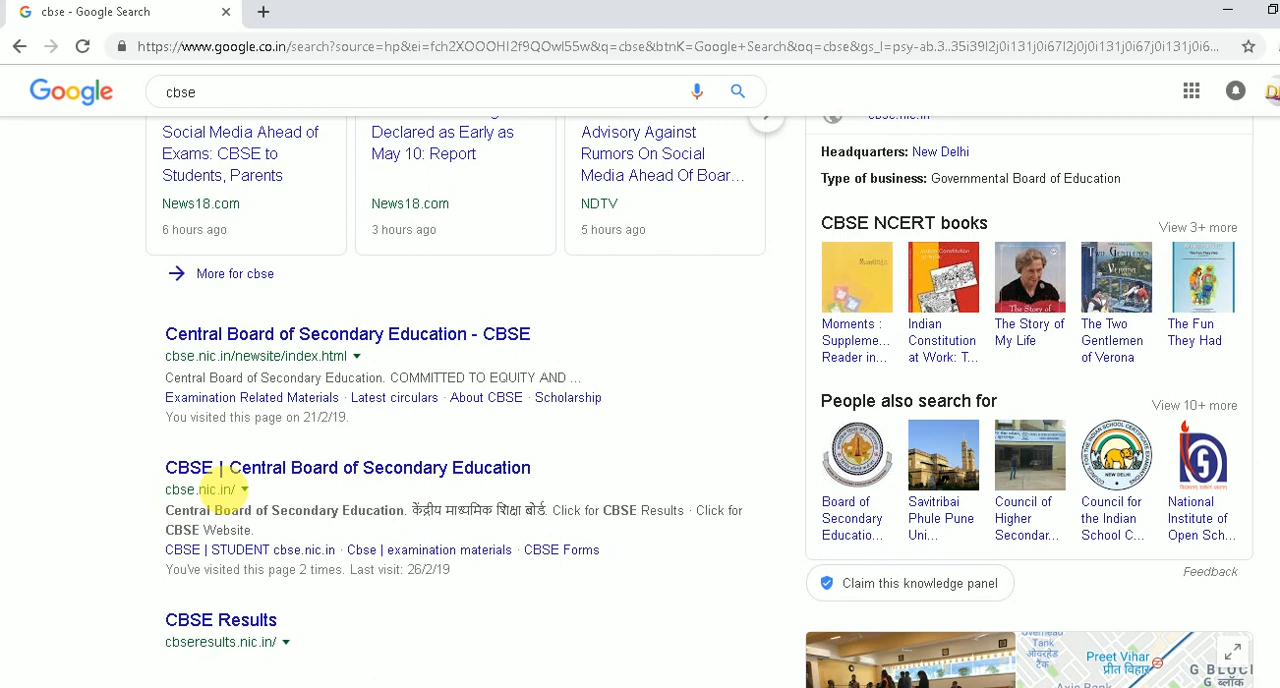 cbse - Google Search
https://www.google.co.in/search?source=hp&ei=fch2XOOOHI2f9QOwI55w&q=cbse&btnK=Google+Search&oq=cbse&gs_l=psy-ab.3..35i39l2j0i131j0i67l2j0j0i131j0i67j0i131j0i6...
Google
cbse
Social Media Ahead of
Exams: CBSE to
Students, Parents
News18.com
6 hours ago
Declared as Early as
May 10: Report
News18.com
3 hours ago
Advisory Against
Rumors On Social
Media Ahead Of Boar...
NDTV
5 hours ago
More for cbse
Central Board of Secondary Education - CBSE
cbse.nic.in/newsite/index.html
Central Board of Secondary Education. COMMITTED TO EQUITY AND ...
Examination Related Materials · Latest circulars · About CBSE · Scholarship
You visited this page on 21/2/19.
CBSE | Central Board of Secondary Education
cbse.nic.in/
Central Board of Secondary Education. केंद्रीय माध्यमिक शिक्षा बोर्ड. Click for CBSE Results · Click for
CBSE Website.
CBSE | STUDENT cbse.nic.in · Cbse | examination materials · CBSE Forms
You've visited this page 2 times. Last visit: 26/2/19
CBSE Results
cbseresults.nic.in/
cbse.nic.in
Headquarters: New Delhi
Type of business: Governmental Board of Education
CBSE NCERT books
View 3+ more
Moments :
Suppleme...
Reader in...
Indian
Constitution
at Work: T...
The Story of
My Life
The Two
Gentlemen
of Verona
The Fun
They Had
People also search for
View 10+ more
Board of
Secondary
Educatio...
Savitribai
Phule Pune
Uni...
Council of
Higher
Secondar...
Council for
the Indian
School C...
National
Institute of
Open Sch...
Feedback
Claim this knowledge panel
Overhead
Tank
ओवरहेड
टैंक
Preet Vihar
प्रीत विहार
G BLOC
G ब्लॉक